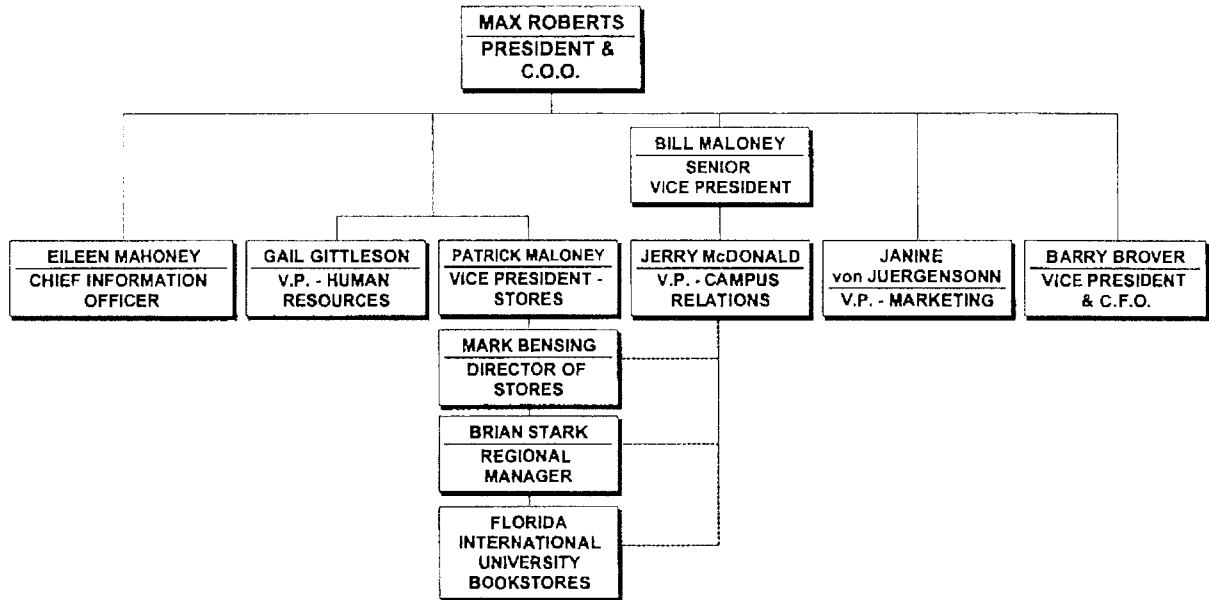 MAX ROBERTS
PRESIDENT &
C.O.O.
BILL MALONEY
SENIOR
VICE PRESIDENT
EILEEN MAHONEY
CHIEF INFORMATION
OFFICER
GAIL GITTLESON
V.P. - HUMAN
RESOURCES
PATRICK MALONEY
VICE PRESIDENT -
STORES
JERRY McDONALD
V.P. - CAMPUS
RELATIONS
JANINE
von JUERGENSONN
V.P. - MARKETING
BARRY BROVER
VICE PRESIDENT
& C.F.O.
MARK BENSING
DIRECTOR OF
STORES
BRIAN STARK
REGIONAL
MANAGER
FLORIDA
INTERNATIONAL
UNIVERSITY
BOOKSTORES